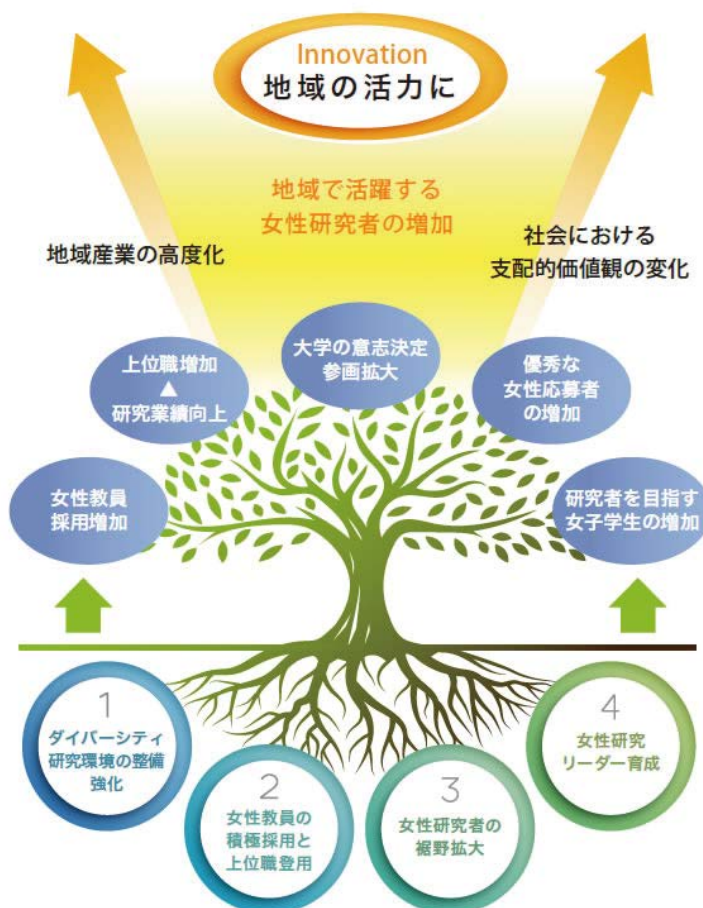 Innovation
地域の活力に
地域で活躍する
女性研究者の増加
地域産業の高度化
社会における
支配的価値観の変化
大学の意志決定
参画拡大
上位職増加
▲
研究業績向上
優秀な
女性応募者
の増加
女性教員
採用増加
研究者を目指す
女子学生の増加
1
ダイバーシティ
研究環境の整備
強化
2
女性教員の
積極採用と
上位職登用
3
女性研究者の
裾野拡大
4
女性研究
リーダー育成